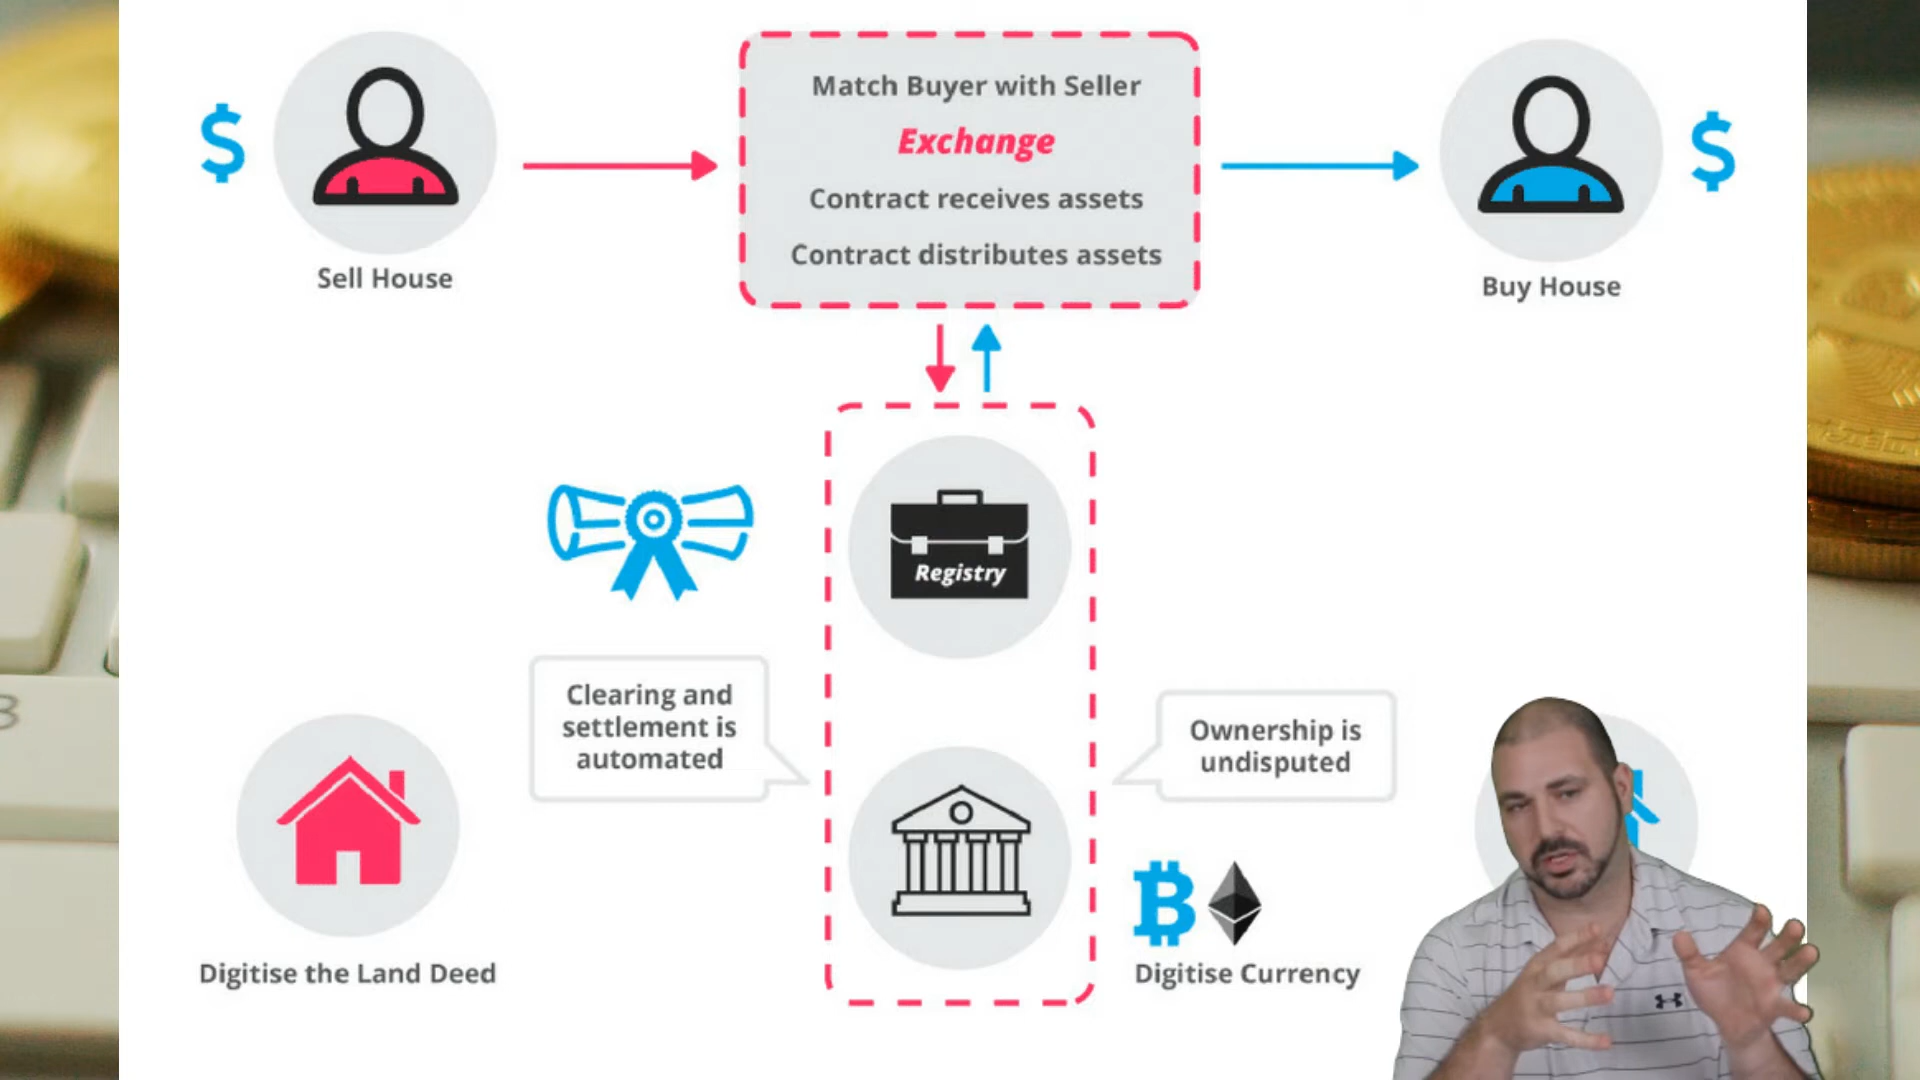 Match Buyer with Seller
Exchange
Contract receives assets
Contract distributes assets
$
$
Sell House
Buy House
Registry
Clearing and
settlement is
automated
Ownership is
undisputed
Digitise the Land Deed
Digitise Currency
3